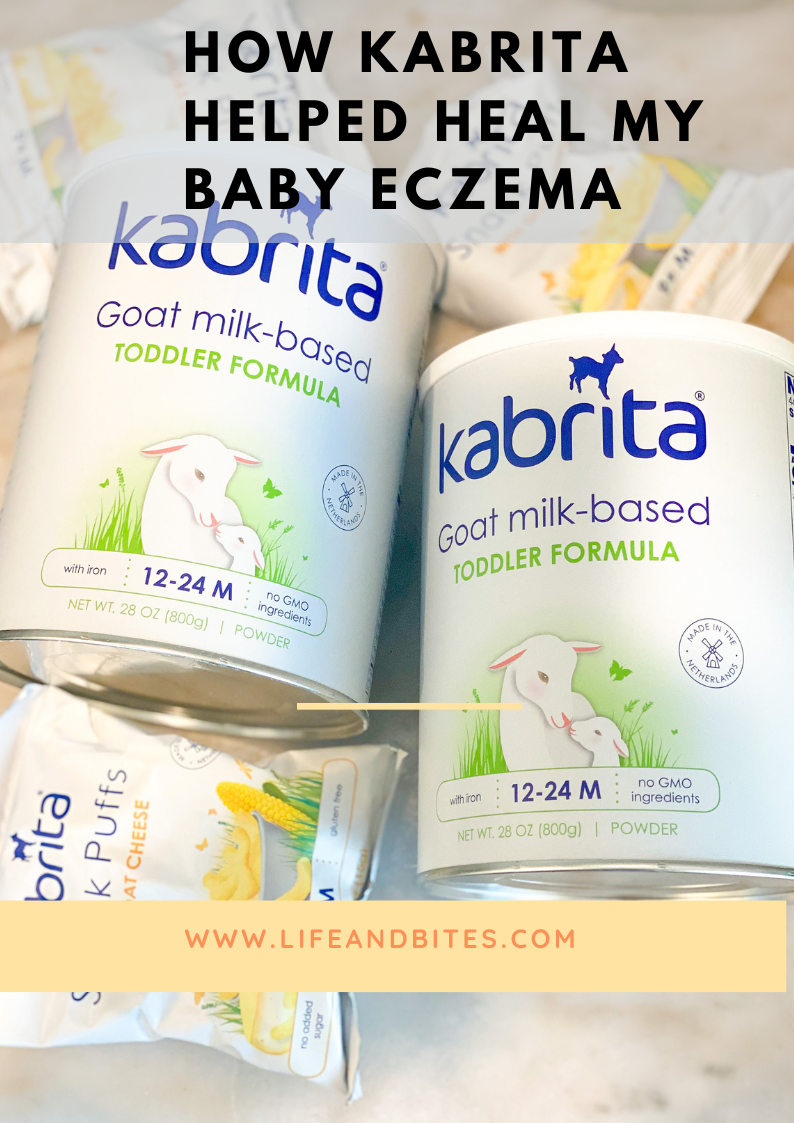 HOW KABRITA
HELPED HEAL MY
BABY ECZEMA
kabrita®
Goat milk-based
TODDLER FORMULA
MADE IN THE
NETHERLANDS
with iron
12-24 M
no GMO
ingredients
NET WT. 28 OZ (800g) | POWDER
kabrita®
Goat milk-based
TODDLER FORMULA
MADE IN THE
NETHERLANDS
with iron
12-24 M
no GMO
ingredients
NET WT. 28 OZ (800g) | POWDER
brita
k Puffs
AT CHEESE
gluten free
WWW.LIFEANDBITES.COM
no added
sugar